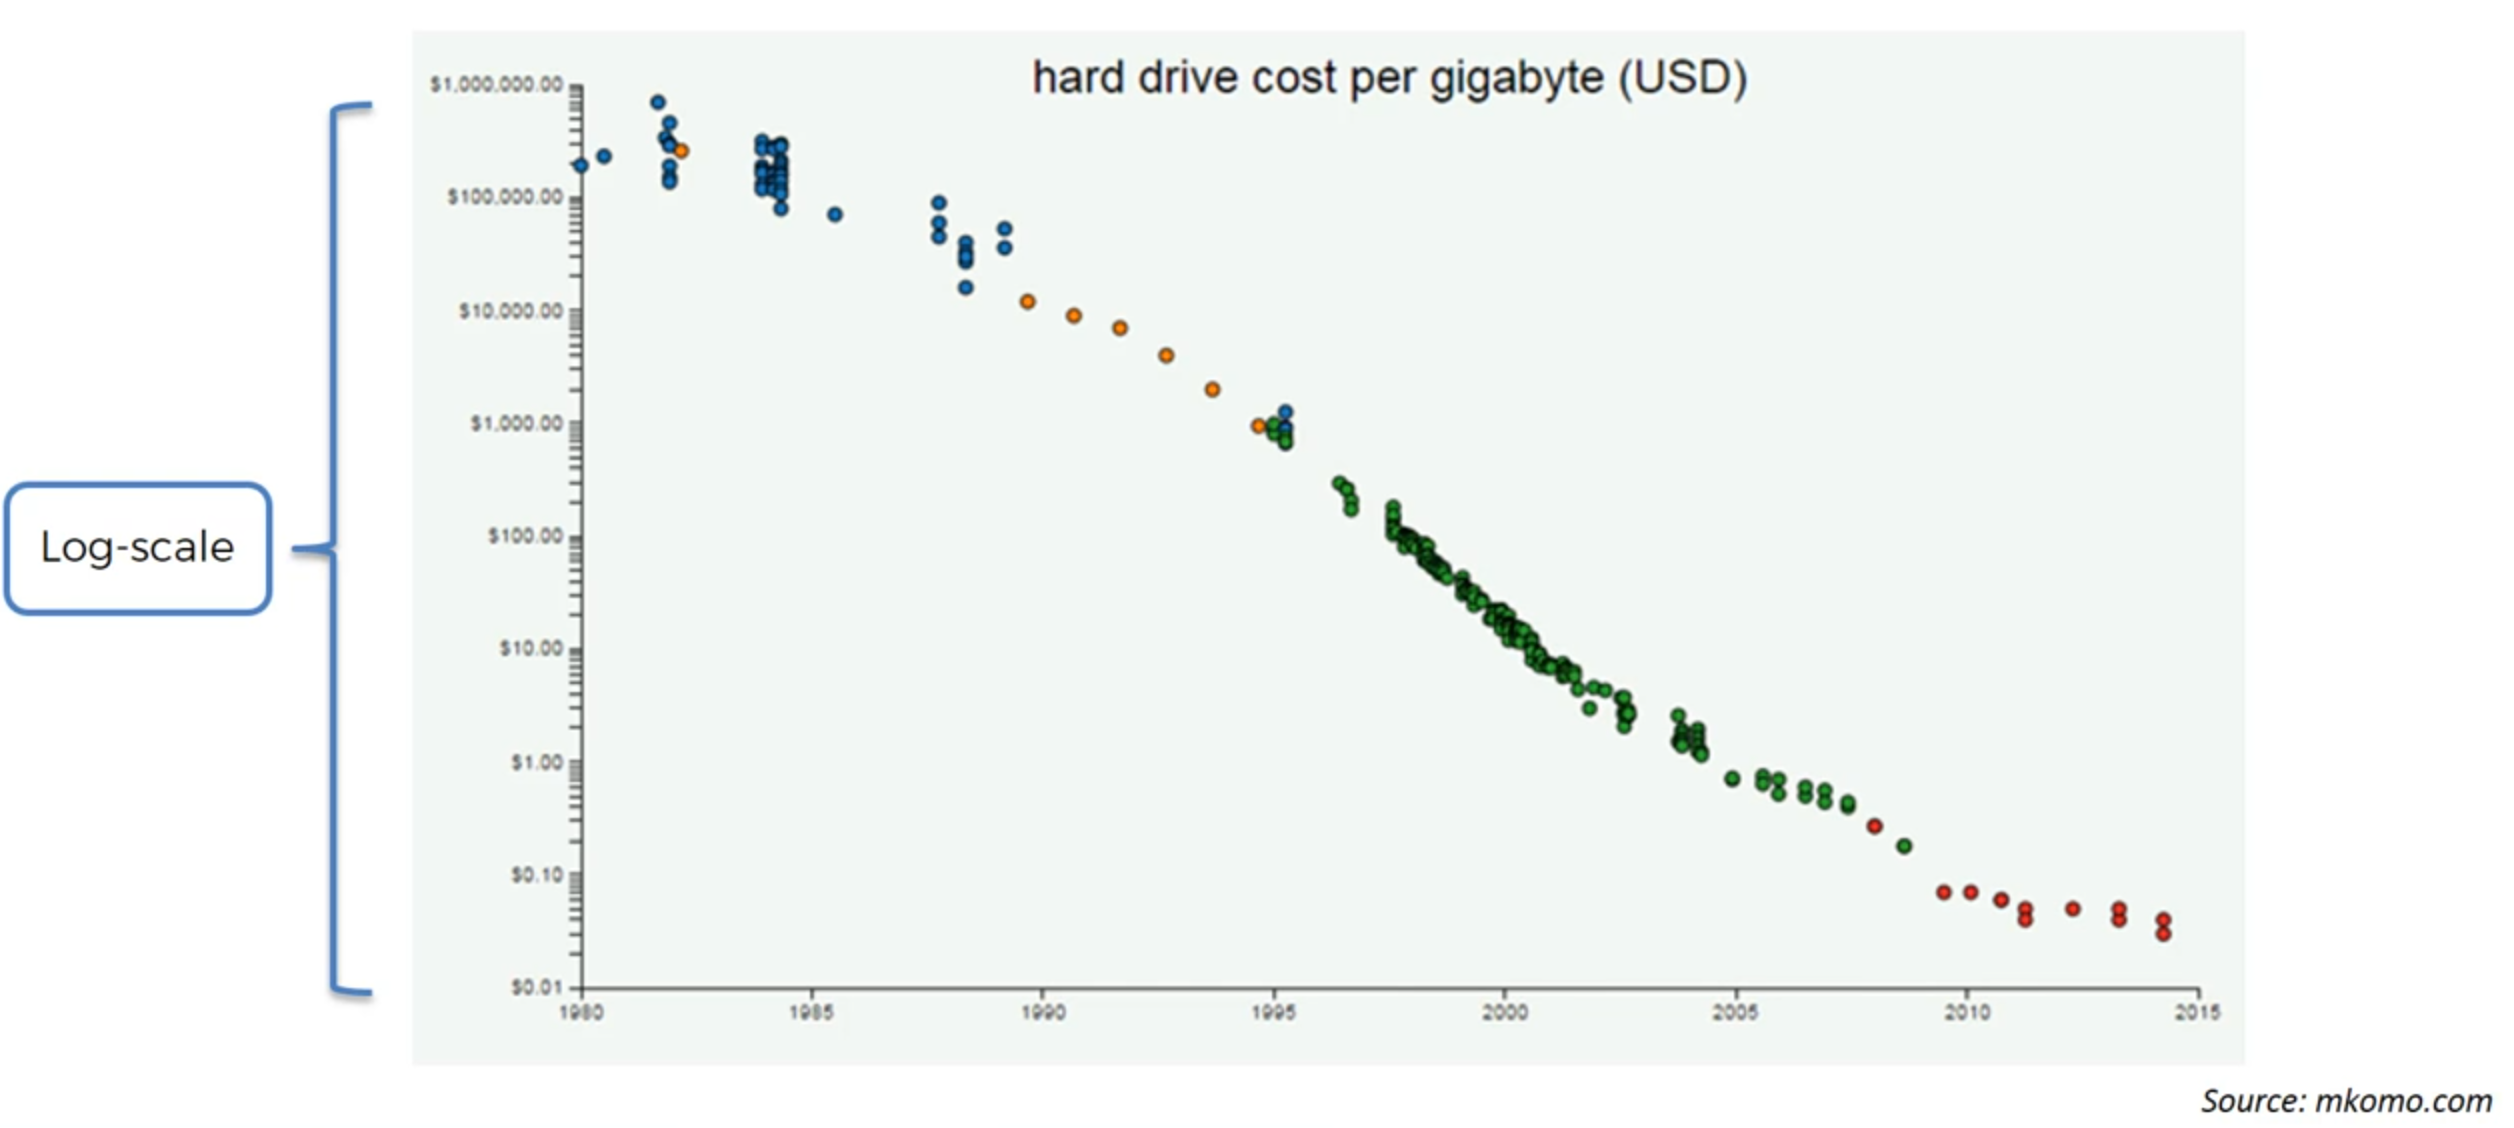 hard drive cost per gigabyte (USD)
$1,000,000.00
$100,000.00
$10,000.00
$1,000.00
$100.00
$10.00
$1.00
$0.10
$0.01
1980 1985 1990 1995 2000 2005 2010 2015
Log-scale
Source: mkomo.com